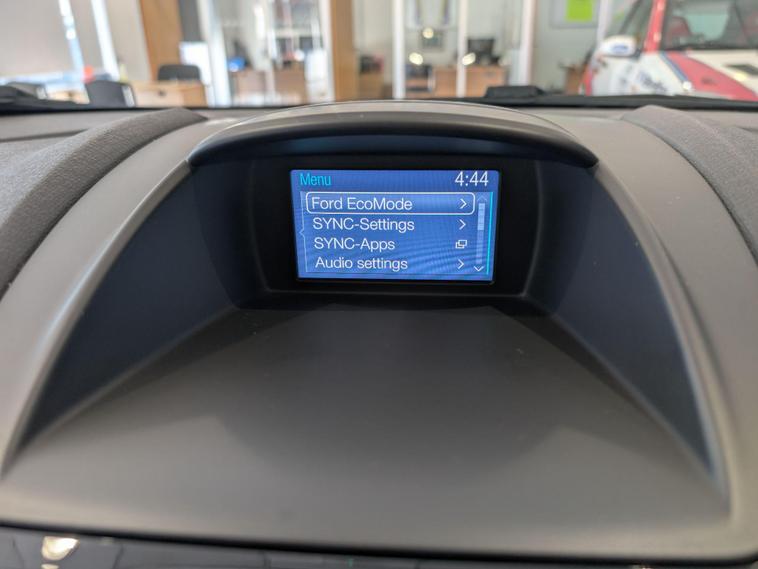 Menu 4:44
Ford EcoMode
SYNC-Settings
SYNC-Apps
Audio settings